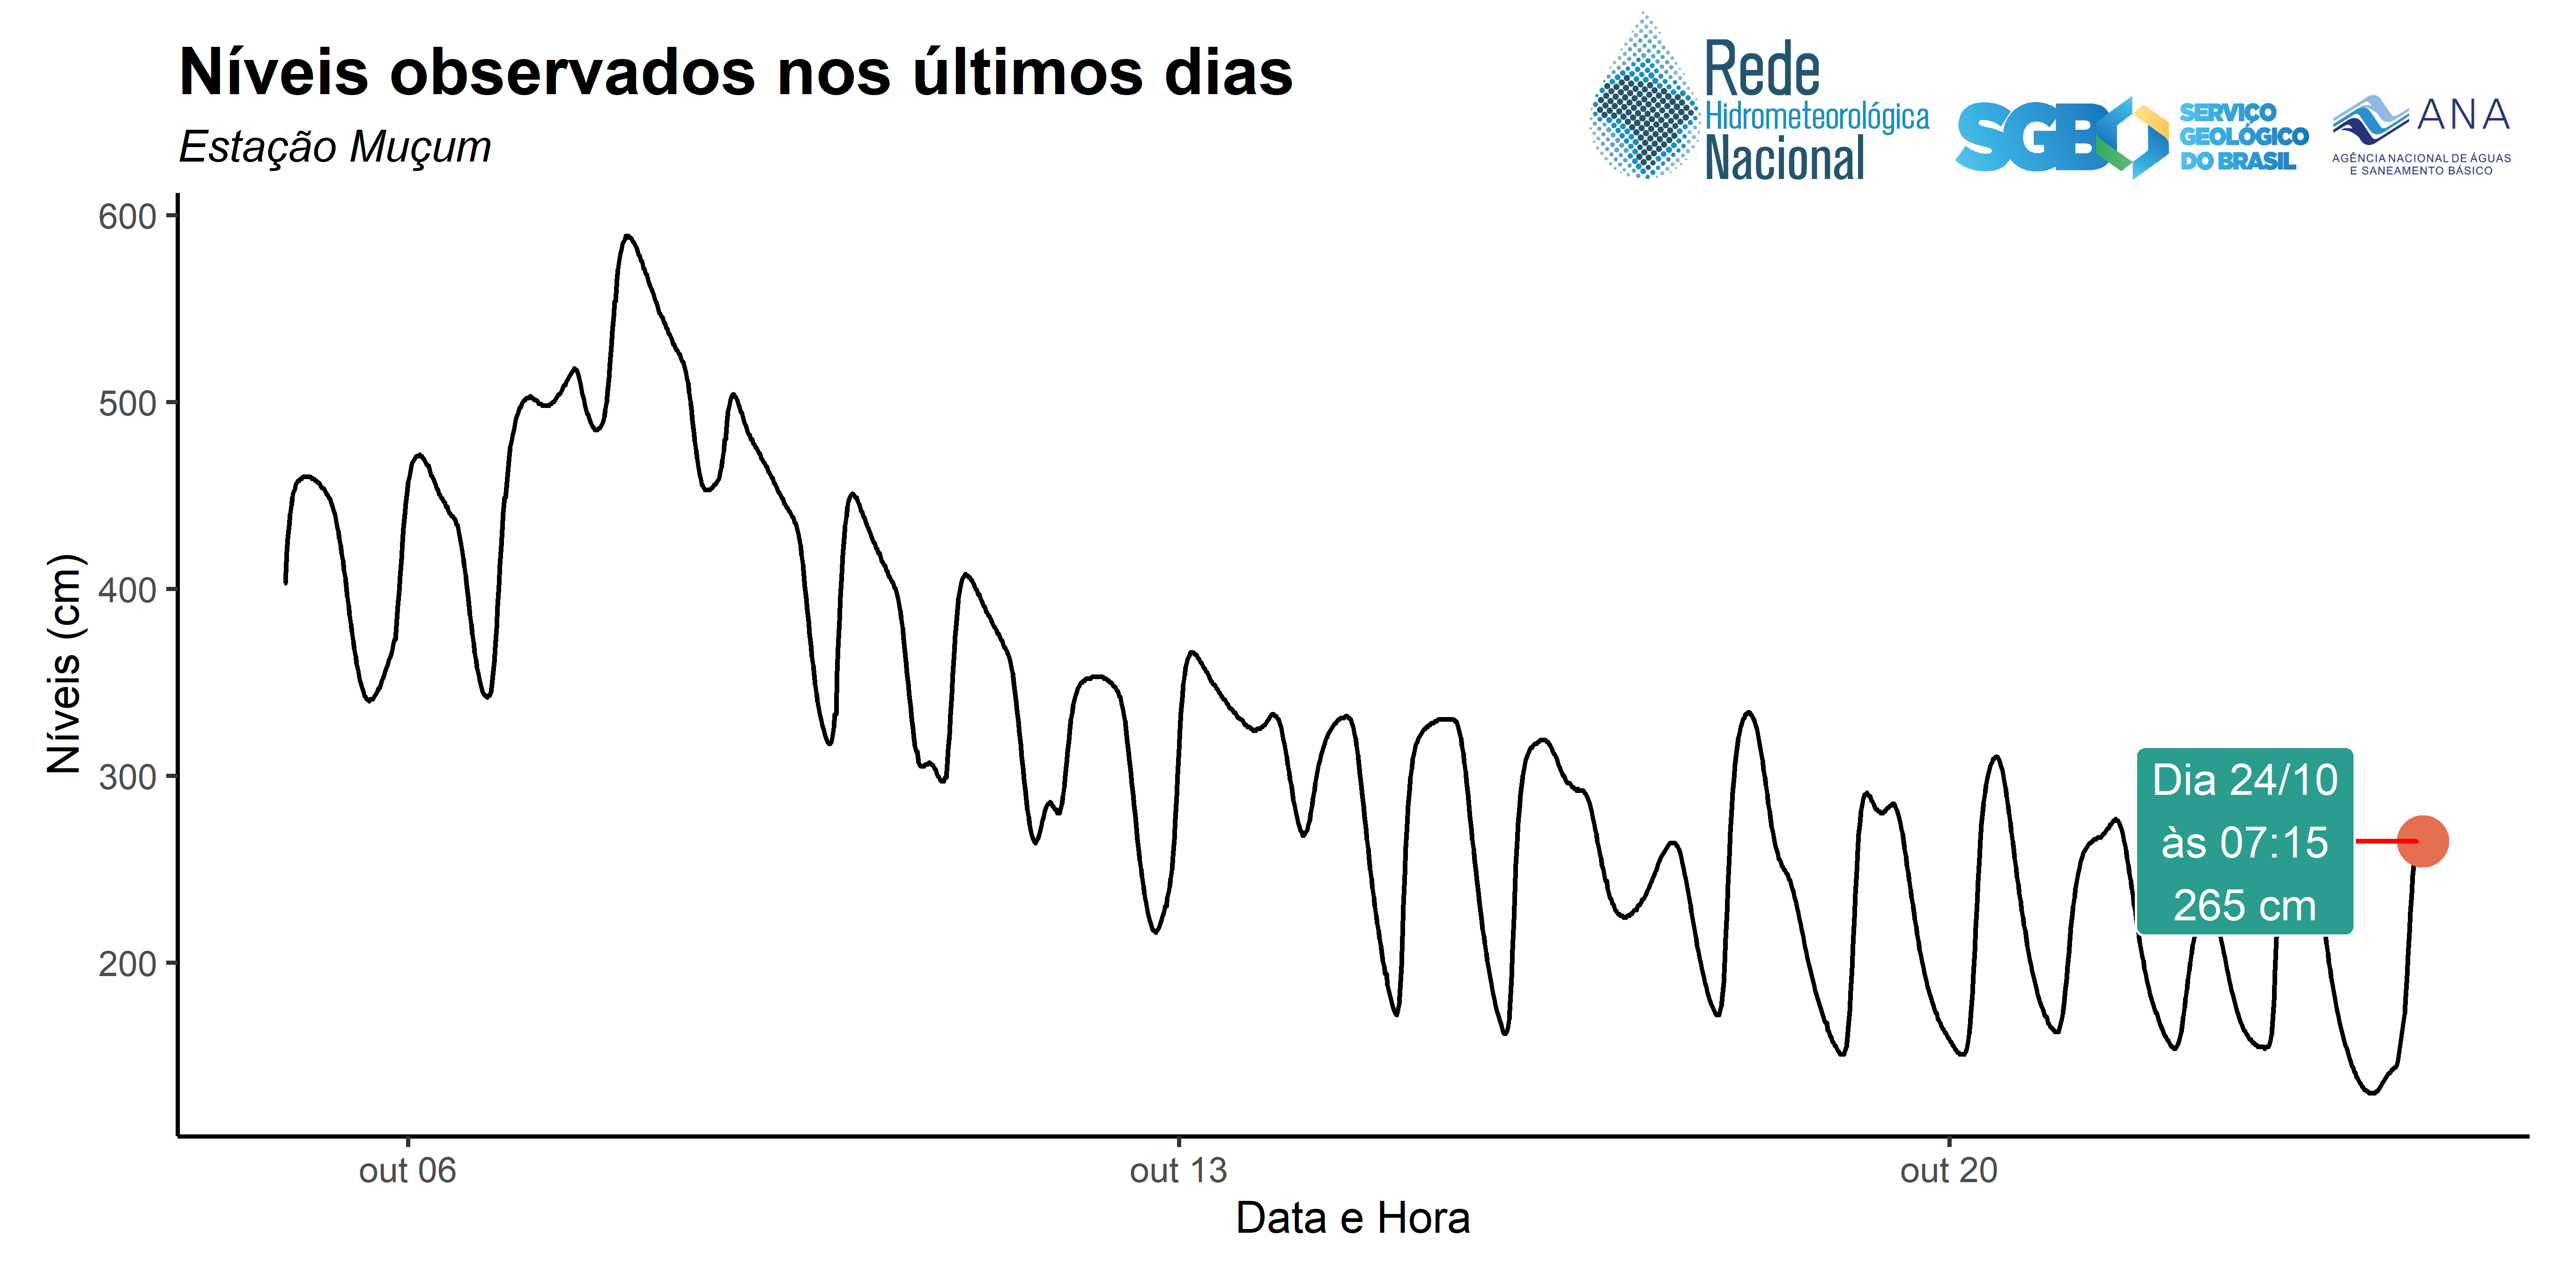 Níveis observados nos últimos dias
Estação Muçum
Rede
Hidrometeorológica
Nacional
SGB
SERVIÇO
GEOLÓGICO
DO BRASIL
ANA
AGÊNCIA NACIONAL DE ÁGUAS
E SANEAMENTO BÁSICO
Níveis (cm)
600
500
400
300
200
Dia 24/10
às 07:15
265 cm
out 06
out 13
out 20
Data e Hora